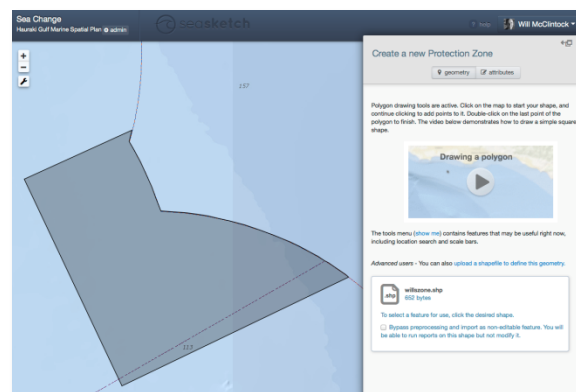 Sea Change
Hauraki Gulf Marine Spatial Plan admin
seasketch
help
Will McClintock
157
113
Create a new Protection Zone
geometry
attributes
Polygon drawing tools are active. Click on the map to start your shape, and
continue clicking to add points to it. Double-click on the last point of the
polygon to finish. The video below demonstrates how to draw a simple square
shape.
Drawing a polygon
The tools menu (show me) contains features that may be useful right now,
including location search and scale bars.
Advanced users - You can also upload a shapefile to define this geometry.
.shp
willszone.shp
652 bytes
To select a feature for use, click the desired shape.
Bypass preprocessing and import as non-editable feature. You will
be able to run reports on this shape but not modify it.